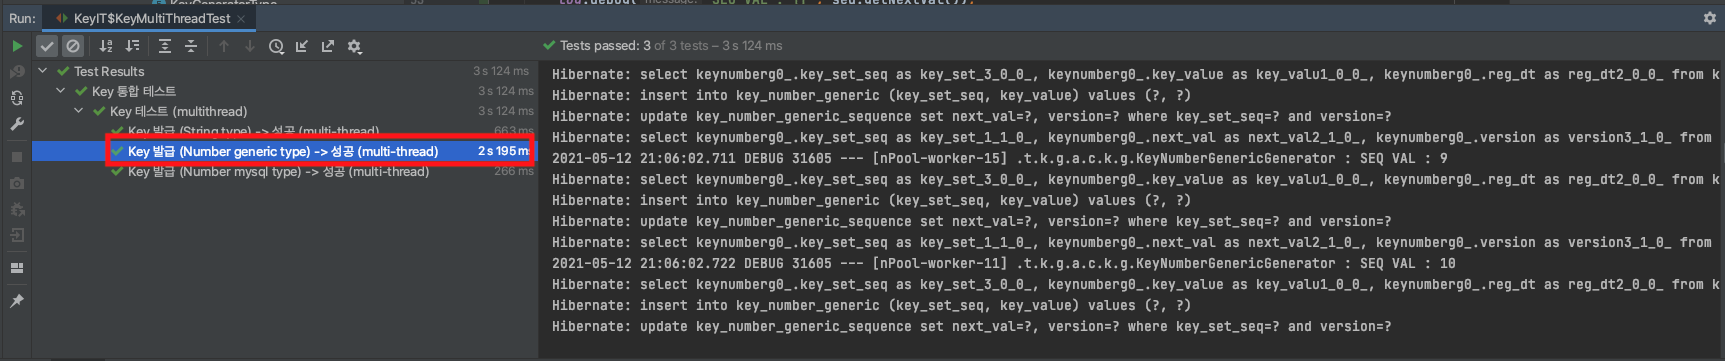 KeyGeneratorType
log.debug( message: "SEQ VAL : {}", seq.getNextVal());
Run: KeyIT$KeyMultiThreadTest ×
Tests passed: 3 of 3 tests – 3 s 124 ms
Test Results 3 s 124 ms
Key 통합 테스트 3 s 124 ms
Key 테스트 (multithread) 3 s 124 ms
Key 발급 (String type) -> 성공 (multi-thread) 663 ms
Key 발급 (Number generic type) -> 성공 (multi-thread) 2 s 195 ms
Key 발급 (Number mysql type) -> 성공 (multi-thread) 266 ms
Hibernate: select keynumberg0_.key_set_seq as key_set_3_0_0_, keynumberg0_.key_value as key_valu1_0_0_, keynumberg0_.reg_dt as reg_dt2_0_0_ from k
Hibernate: insert into key_number_generic (key_set_seq, key_value) values (?, ?)
Hibernate: update key_number_generic_sequence set next_val=?, version=? where key_set_seq=? and version=?
Hibernate: select keynumberg0_.key_set_seq as key_set_1_1_0_, keynumberg0_.next_val as next_val2_1_0_, keynumberg0_.version as version3_1_0_ from
2021-05-12 21:06:02.711 DEBUG 31605 --- [nPool-worker-15] .t.k.g.a.c.k.g.KeyNumberGenericGenerator : SEQ VAL : 9
Hibernate: select keynumberg0_.key_set_seq as key_set_3_0_0_, keynumberg0_.key_value as key_valu1_0_0_, keynumberg0_.reg_dt as reg_dt2_0_0_ from k
Hibernate: insert into key_number_generic (key_set_seq, key_value) values (?, ?)
Hibernate: update key_number_generic_sequence set next_val=?, version=? where key_set_seq=? and version=?
Hibernate: select keynumberg0_.key_set_seq as key_set_1_1_0_, keynumberg0_.next_val as next_val2_1_0_, keynumberg0_.version as version3_1_0_ from
2021-05-12 21:06:02.722 DEBUG 31605 --- [nPool-worker-11] .t.k.g.a.c.k.g.KeyNumberGenericGenerator : SEQ VAL : 10
Hibernate: select keynumberg0_.key_set_seq as key_set_3_0_0_, keynumberg0_.key_value as key_valu1_0_0_, keynumberg0_.reg_dt as reg_dt2_0_0_ from k
Hibernate: insert into key_number_generic (key_set_seq, key_value) values (?, ?)
Hibernate: update key_number_generic_sequence set next_val=?, version=? where key_set_seq=? and version=?